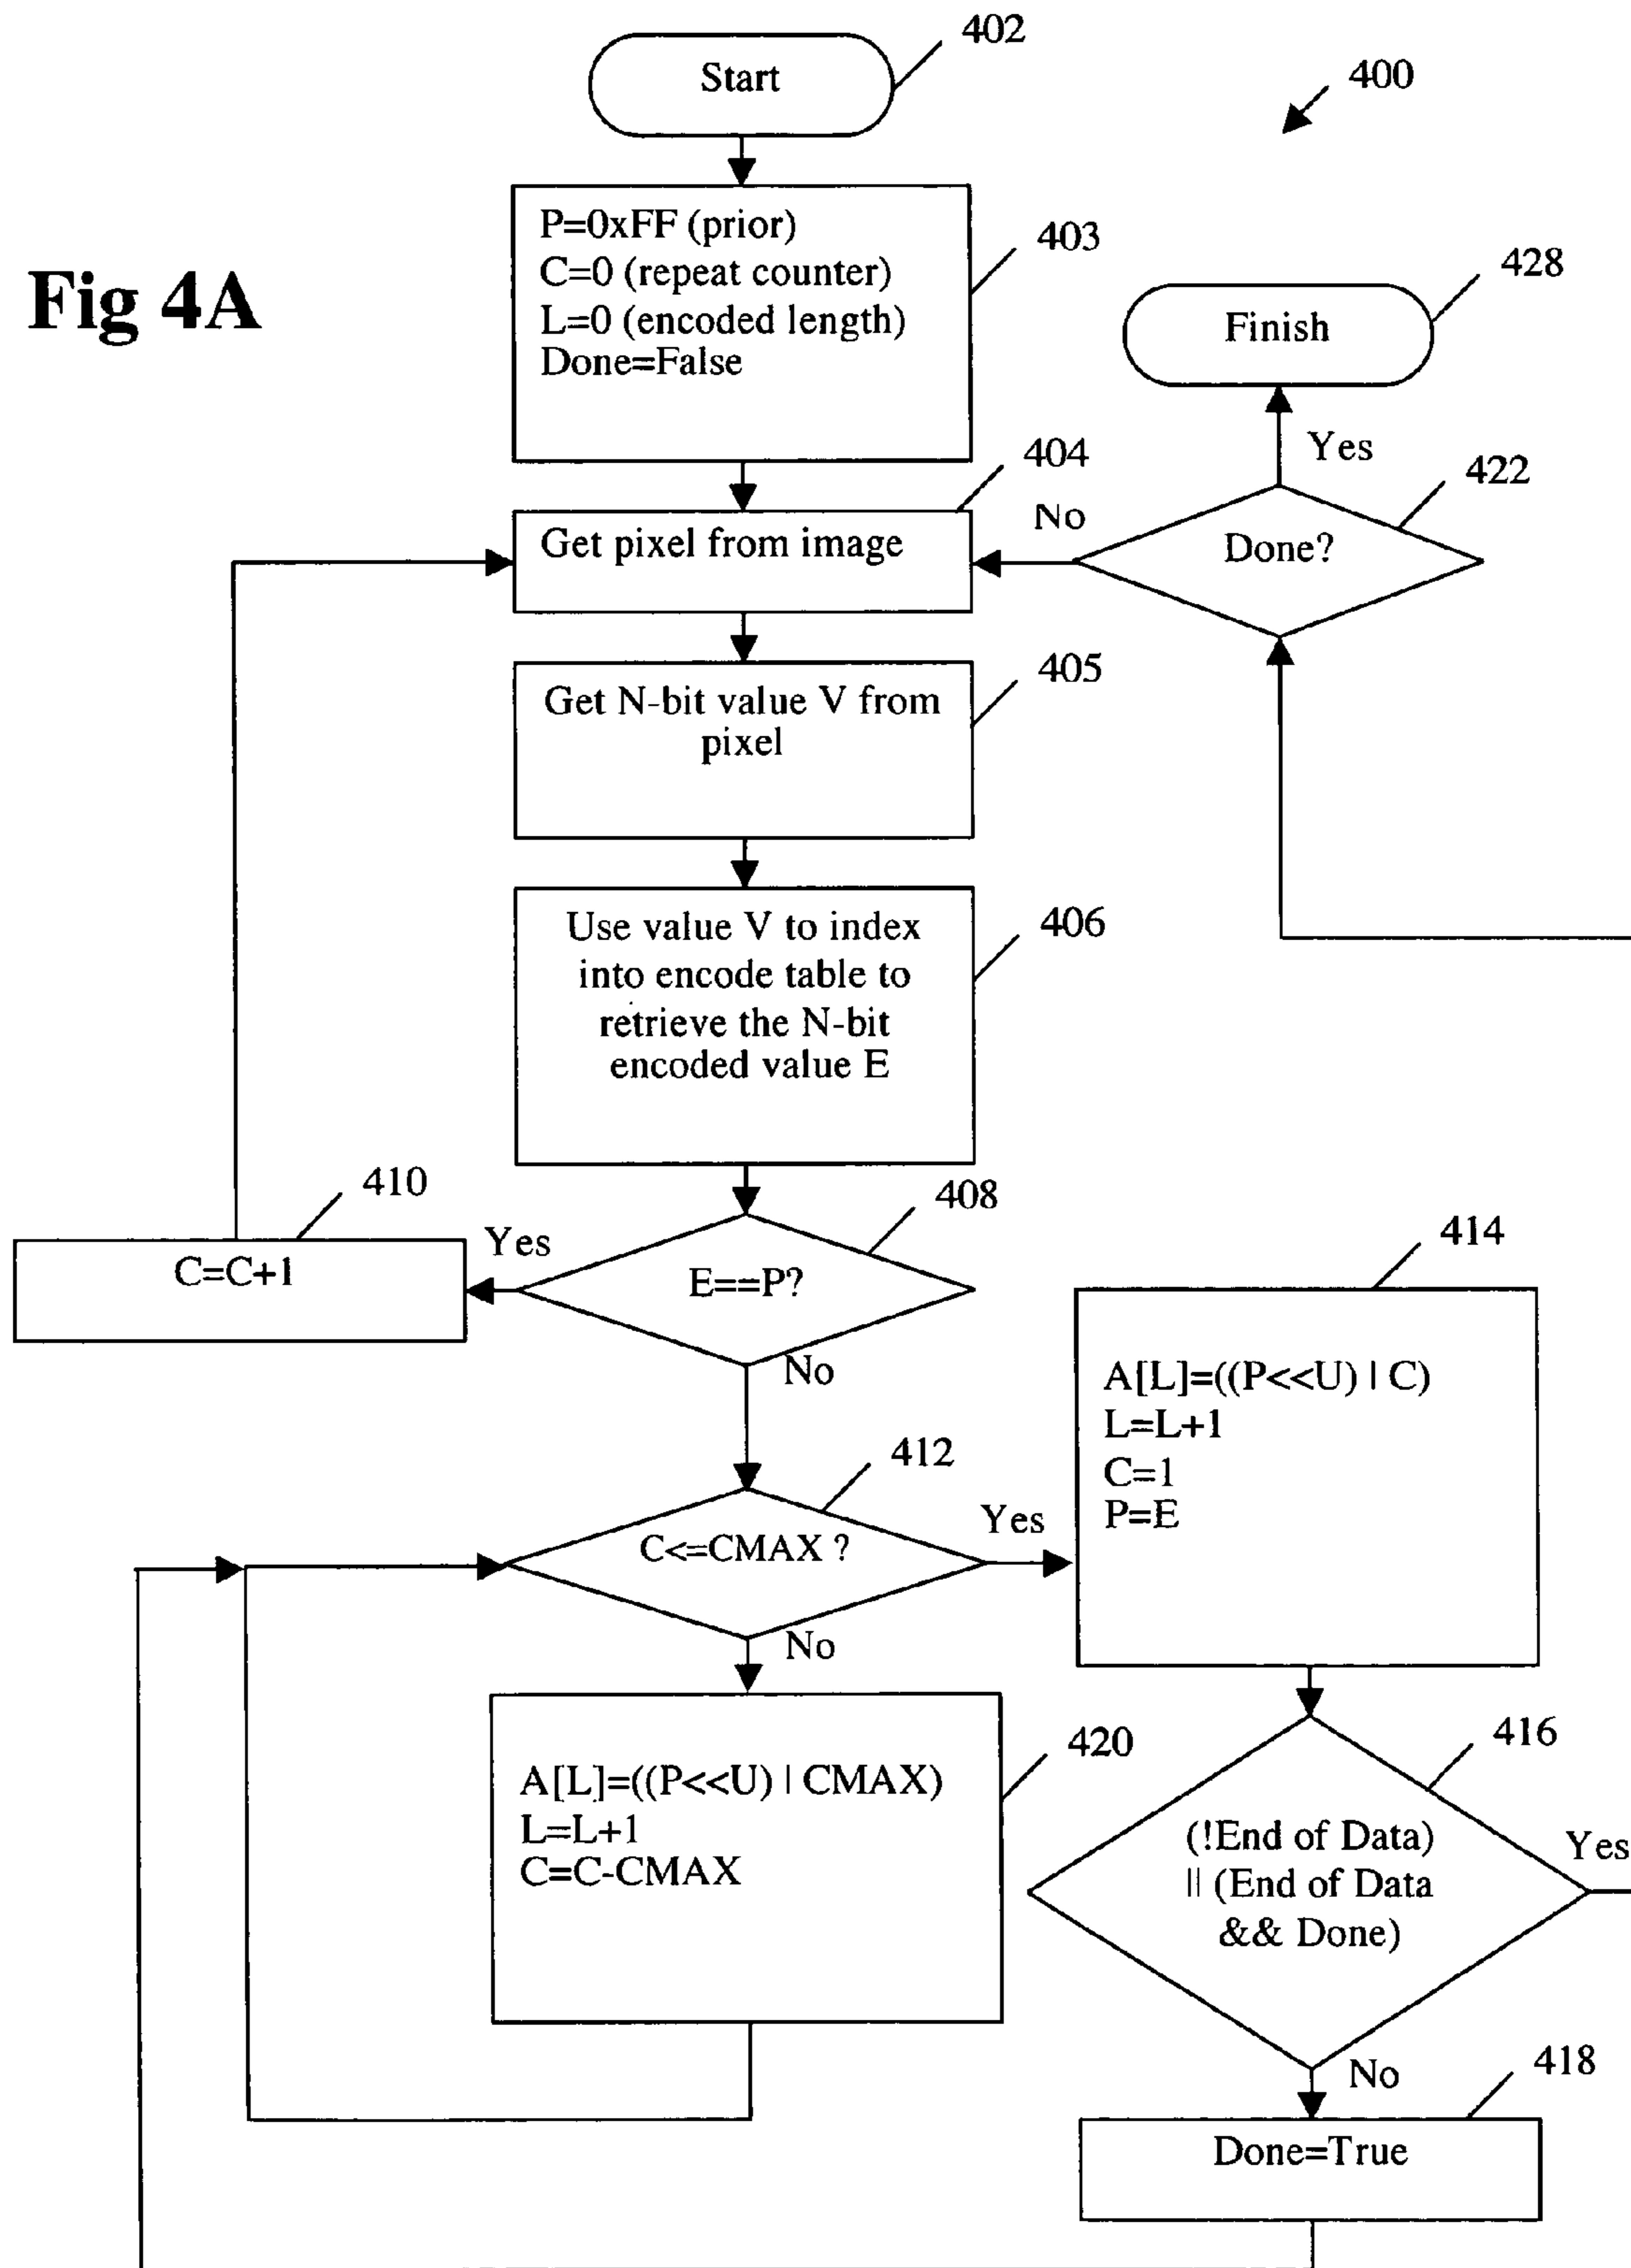 402
Start
400
Fig 4A
P=0xFF (prior)
C=0 (repeat counter)
L=0 (encoded length)
Done=False
403
428
Finish
Yes
404
422
No
Get pixel from image
Done?
405
Get N-bit value V from
pixel
406
Use value V to index
into encode table to
retrieve the N-bit
encoded value E
410
408
Yes
C=C+1
E==P?
No
414
A[L]=((P<<U) | C)
L=L+1
C=1
P=E
412
Yes
C<=CMAX ?
No
420
A[L]=((P<<U) | CMAX)
L=L+1
C=C-CMAX
416
(!End of Data)
|| (End of Data
&& Done)
Yes
No
418
Done=True